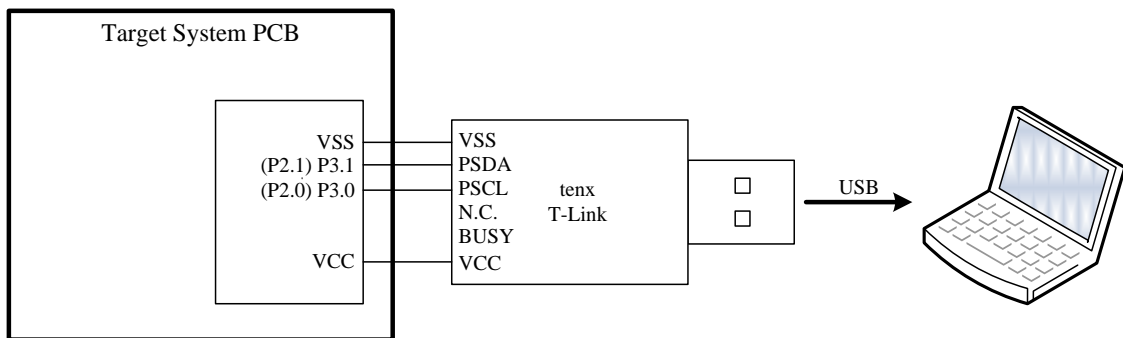 Target System PCB
VSS
(P2.1) P3.1
(P2.0) P3.0
VCC
VSS
PSDA
PSCL
N.C.
BUSY
VCC
tenx
T-Link
USB